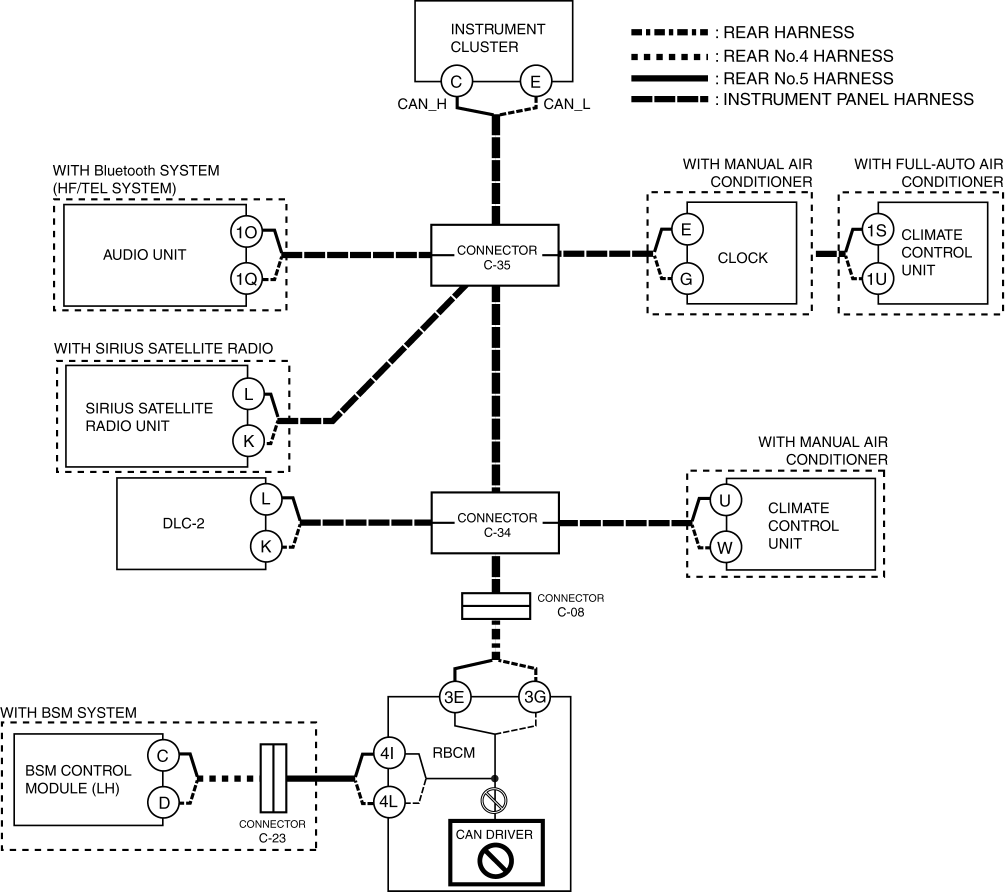 INSTRUMENT
CLUSTER
C
E
CAN_H
CAN_L
: REAR HARNESS
: REAR No.4 HARNESS
: REAR No.5 HARNESS
: INSTRUMENT PANEL HARNESS
WITH Bluetooth SYSTEM
(HF/TEL SYSTEM)
AUDIO UNIT
1O
1Q
CONNECTOR
C-35
WITH MANUAL AIR
CONDITIONER
E
G
CLOCK
WITH FULL-AUTO AIR
CONDITIONER
1S
1U
CLIMATE
CONTROL
UNIT
WITH SIRIUS SATELLITE RADIO
SIRIUS SATELLITE
RADIO UNIT
L
K
DLC-2
L
K
CONNECTOR
C-34
WITH MANUAL AIR
CONDITIONER
U
W
CLIMATE
CONTROL
UNIT
CONNECTOR
C-08
3E
3G
WITH BSM SYSTEM
BSM CONTROL
MODULE (LH)
C
D
CONNECTOR
C-23
4I
4L
RBCM
CAN DRIVER